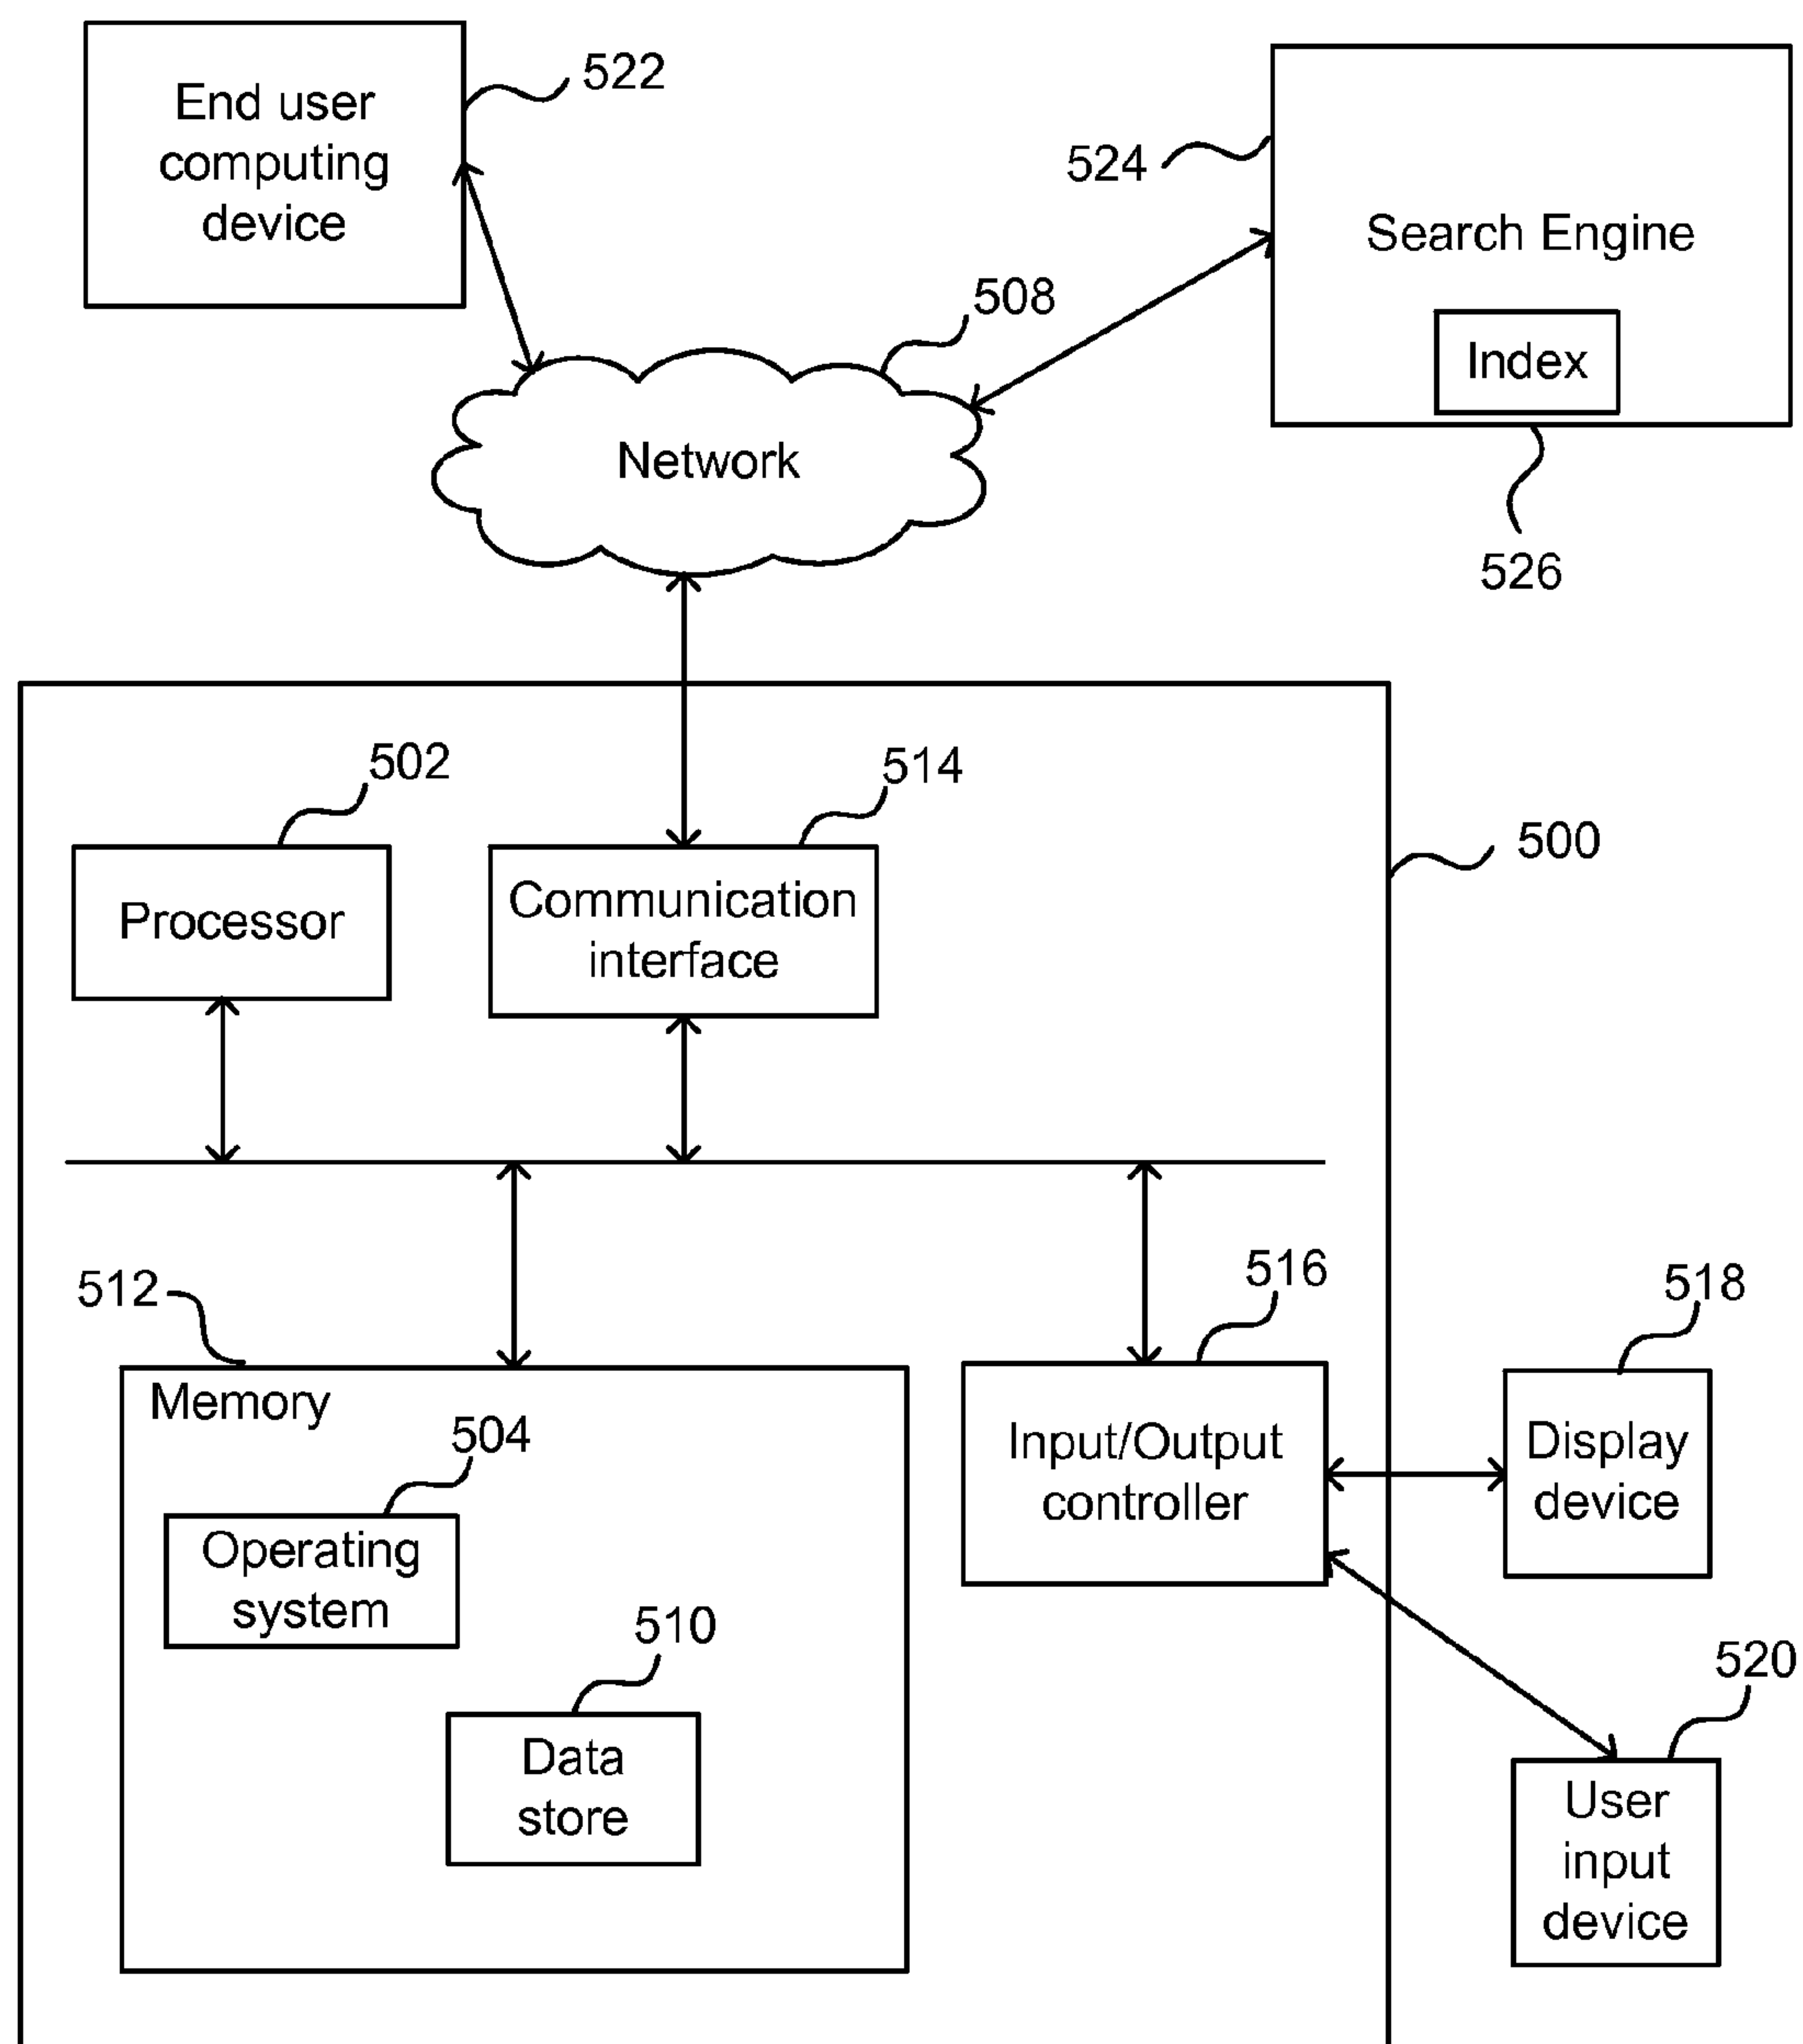 End user
computing
device
522
524
Search Engine
Index
526
508
Network
502
514
500
Processor
Communication
interface
512
516
518
Memory
504
Operating
system
510
Data
store
Input/Output
controller
Display
device
520
User
input
device